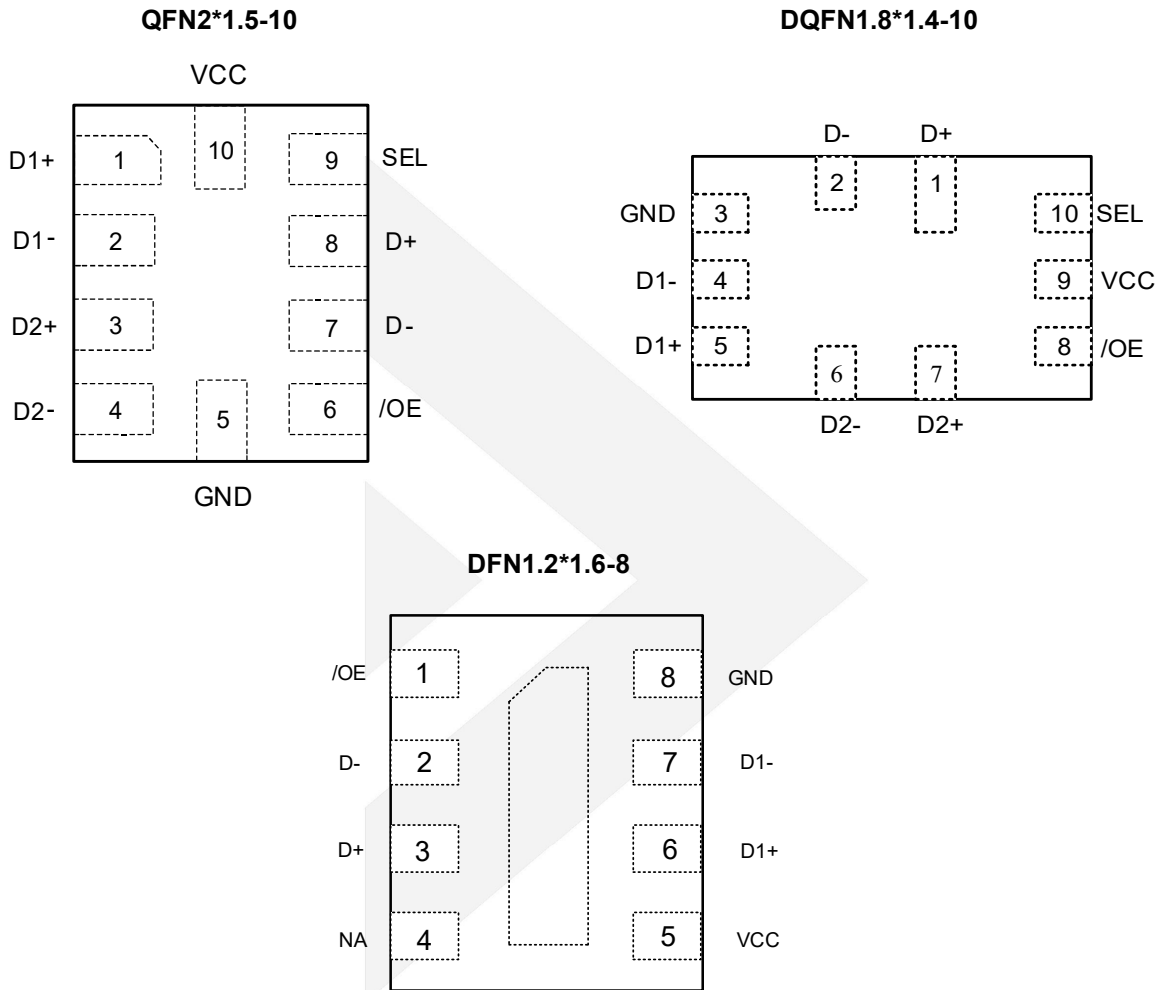 QFN2*1.5-10
VCC
D1+ 1 10 9 SEL
D1- 2 8 D+
D2+ 3 7 D-
D2- 4 5 6 /OE
GND
DQFN1.8*1.4-10
D- D+
GND 3 2 1 10 SEL
D1- 4 9 VCC
D1+ 5 6 7 8 /OE
D2- D2+
DFN1.2*1.6-8
/OE 1 8 GND
D- 2 7 D1-
D+ 3 6 D1+
NA 4 5 VCC